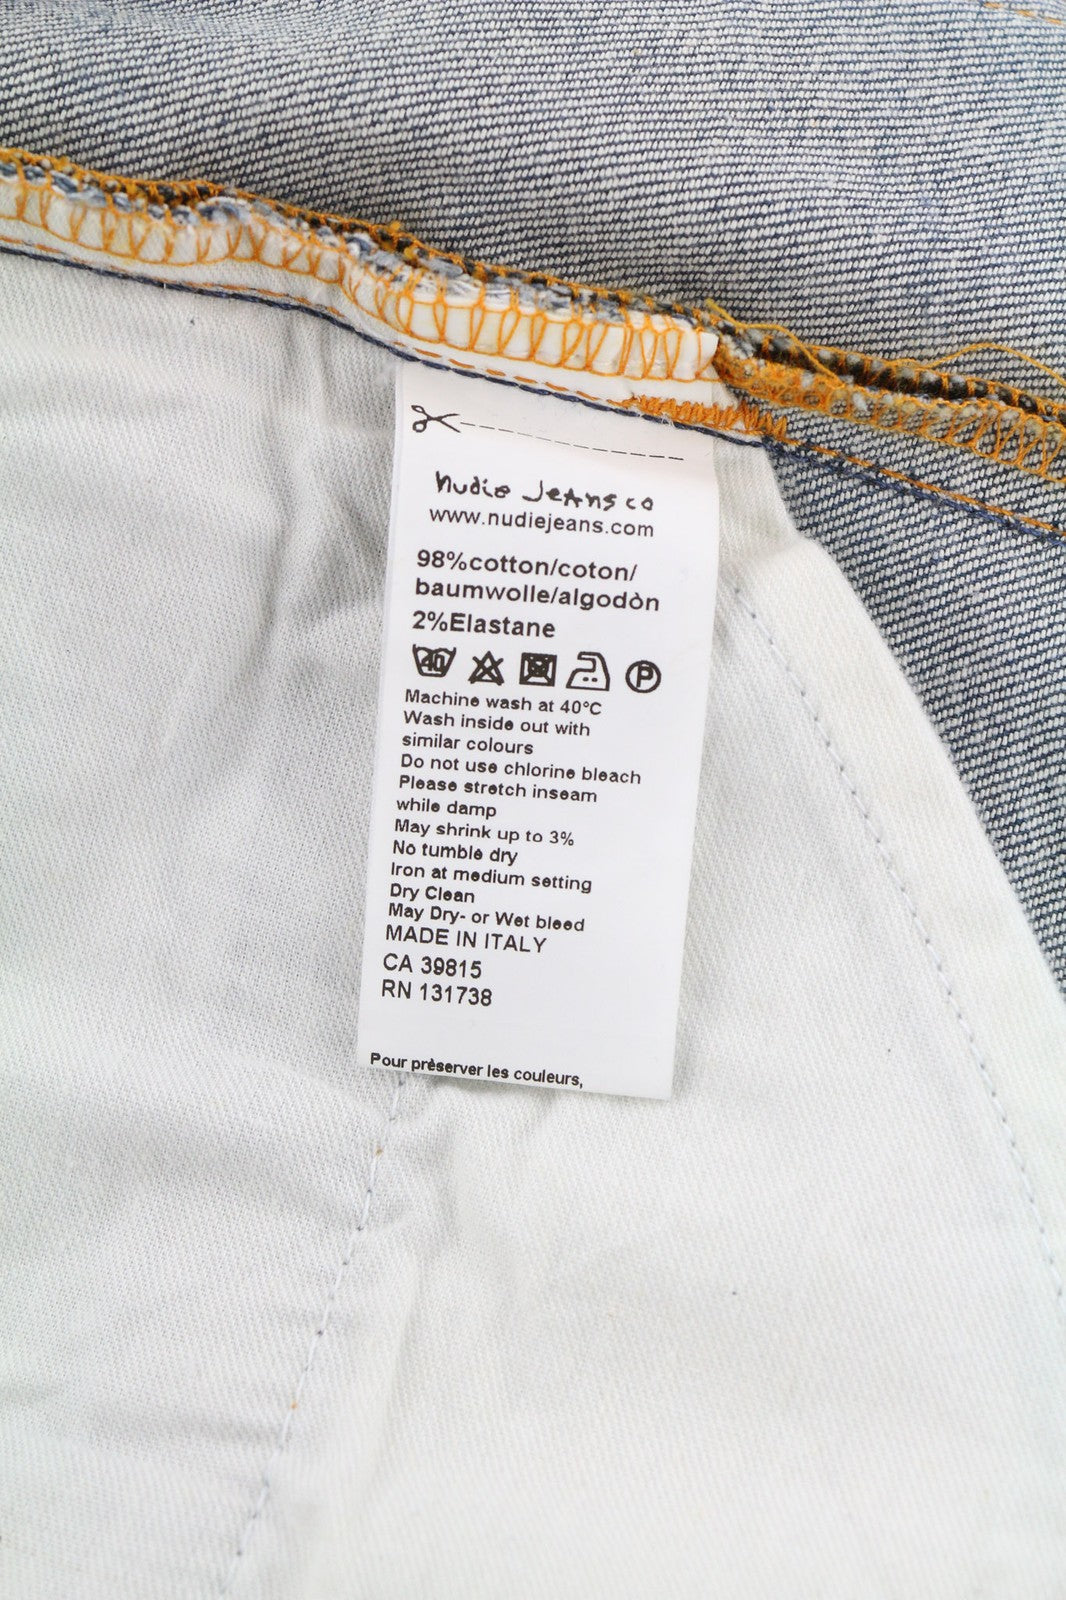 nudie Jeans co
www.nudiejeans.com
98%cotton/coton/
baumwolle/algodòn
2%Elastane
40 P
Machine wash at 40°C
Wash inside out with
similar colours
Do not use chlorine bleach
Please stretch inseam
while damp
May shrink up to 3%
No tumble dry
Iron at medium setting
Dry Clean
May Dry- or Wet bleed
MADE IN ITALY
CA 39815
RN 131738
Pour prèserver les couleurs,